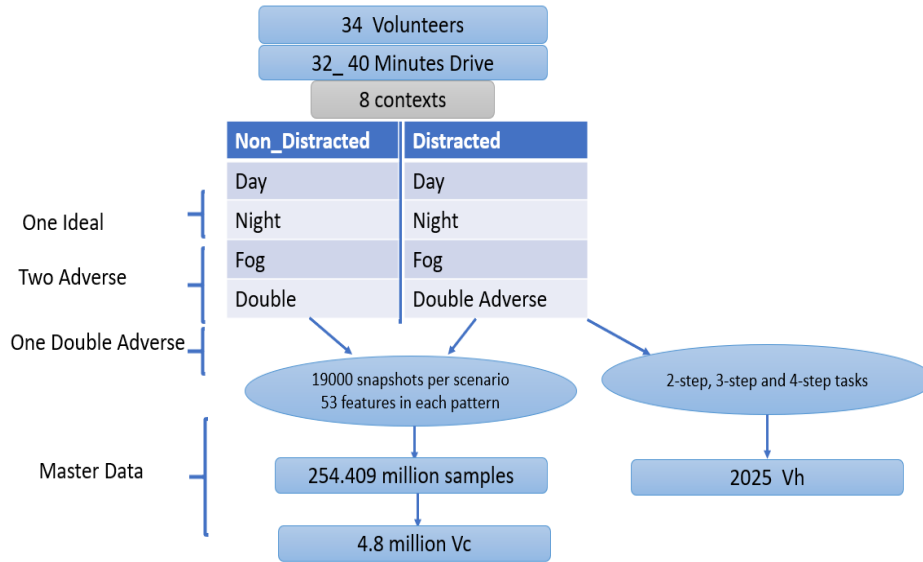 34 Volunteers
32_ 40 Minutes Drive
8 contexts
Non_Distracted Distracted
Day Day
One Ideal
Night Night
Two Adverse
Fog Fog
Double Double Adverse
One Double Adverse
19000 snapshots per scenario
53 features in each pattern
2-step, 3-step and 4-step tasks
Master Data
254.409 million samples
2025 Vh
4.8 million Vc